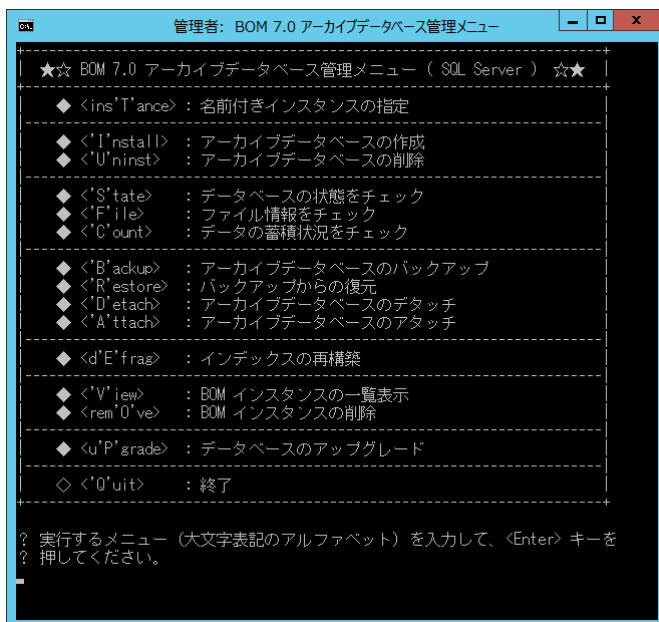 管理者: BOM 7.0 アーカイブデータベース管理メニュー
★☆ BOM 7.0 アーカイブデータベース管理メニュー ( SQL Server ) ☆★
◆ <ins'T'ance> : 名前付きインスタンスの指定
◆ <'I'nstall> : アーカイブデータベースの作成
◆ <'U'ninst> : アーカイブデータベースの削除
◆ <'S'tate> : データベースの状態をチェック
◆ <'F'ile> : ファイル情報をチェック
◆ <'C'ount> : データの蓄積状況をチェック
◆ <'B'ackup> : アーカイブデータベースのバックアップ
◆ <'R'estore> : バックアップからの復元
◆ <'D'etach> : アーカイブデータベースのデタッチ
◆ <'A'ttach> : アーカイブデータベースのアタッチ
◆ <d'E'frag> : インデックスの再構築
◆ <'V'iew> : BOM インスタンスの一覧表示
◆ <rem'O've> : BOM インスタンスの削除
◆ <u'P'grade> : データベースのアップグレード
◇ <'Q'uit> : 終了
? 実行するメニュー（大文字表記のアルファベット）を入力して、<Enter> キーを
? 押してください。